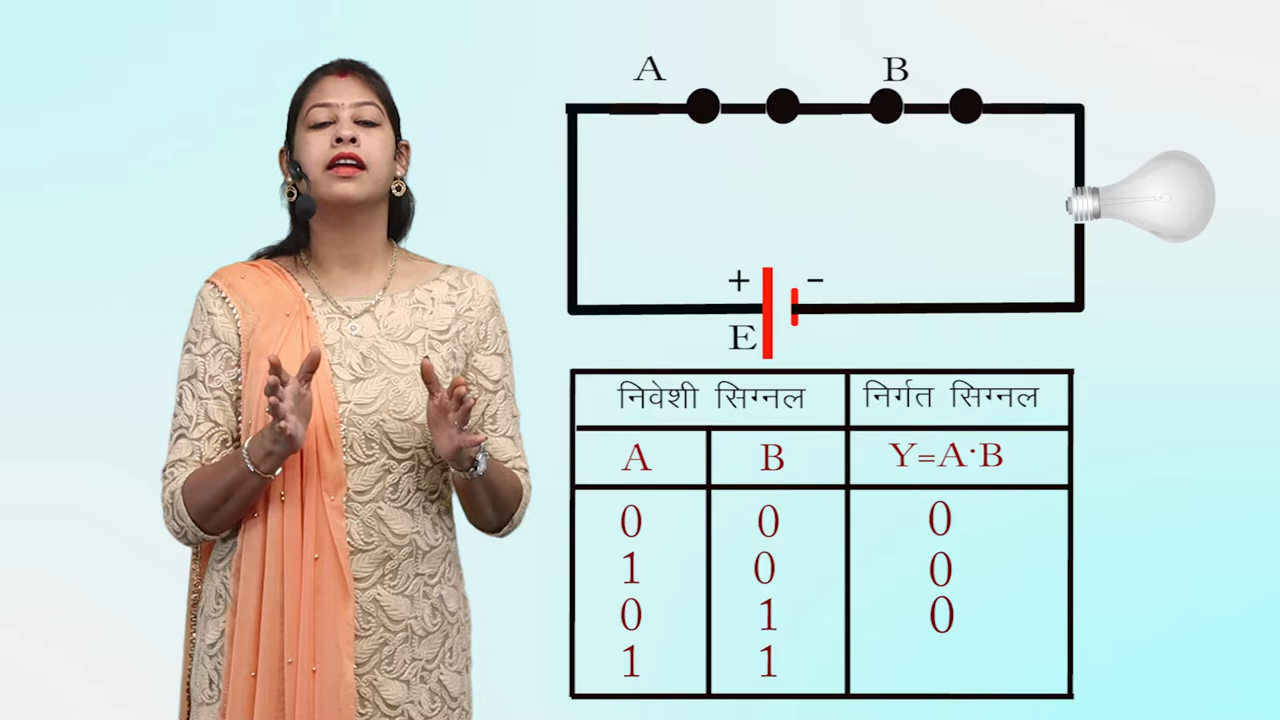 A B
+ -
E
निवेशी सिग्नल निर्गत सिग्नल
A B Y=A·B
0 0 0
1 0 0
0 1 0
1 1